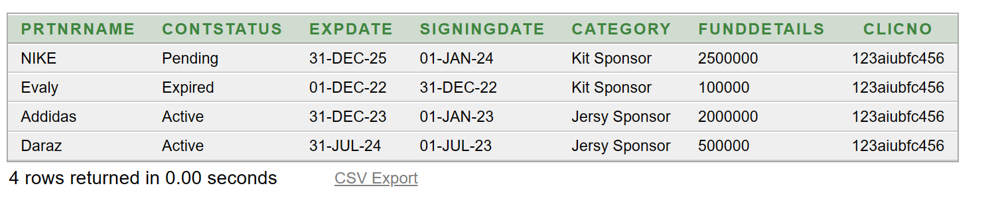 PRTNRNAME CONTSTATUS EXPDATE SIGNINGDATE CATEGORY FUNDDETAILS CLICNO
NIKE Pending 31-DEC-25 01-JAN-24 Kit Sponsor 2500000 123aiubfc456
Evaly Expired 01-DEC-22 31-DEC-22 Kit Sponsor 100000 123aiubfc456
Addidas Active 31-DEC-23 01-JAN-23 Jersy Sponsor 2000000 123aiubfc456
Daraz Active 31-JUL-24 01-JUL-23 Jersy Sponsor 500000 123aiubfc456
4 rows returned in 0.00 seconds CSV Export